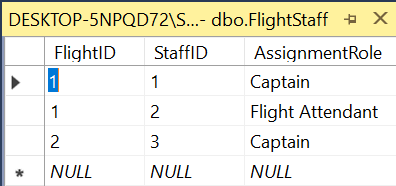 DESKTOP-5NPQD72\S...- dbo.FlightStaff
FlightID StaffID AssignmentRole
1 1 Captain
1 2 Flight Attendant
2 3 Captain
NULL NULL NULL